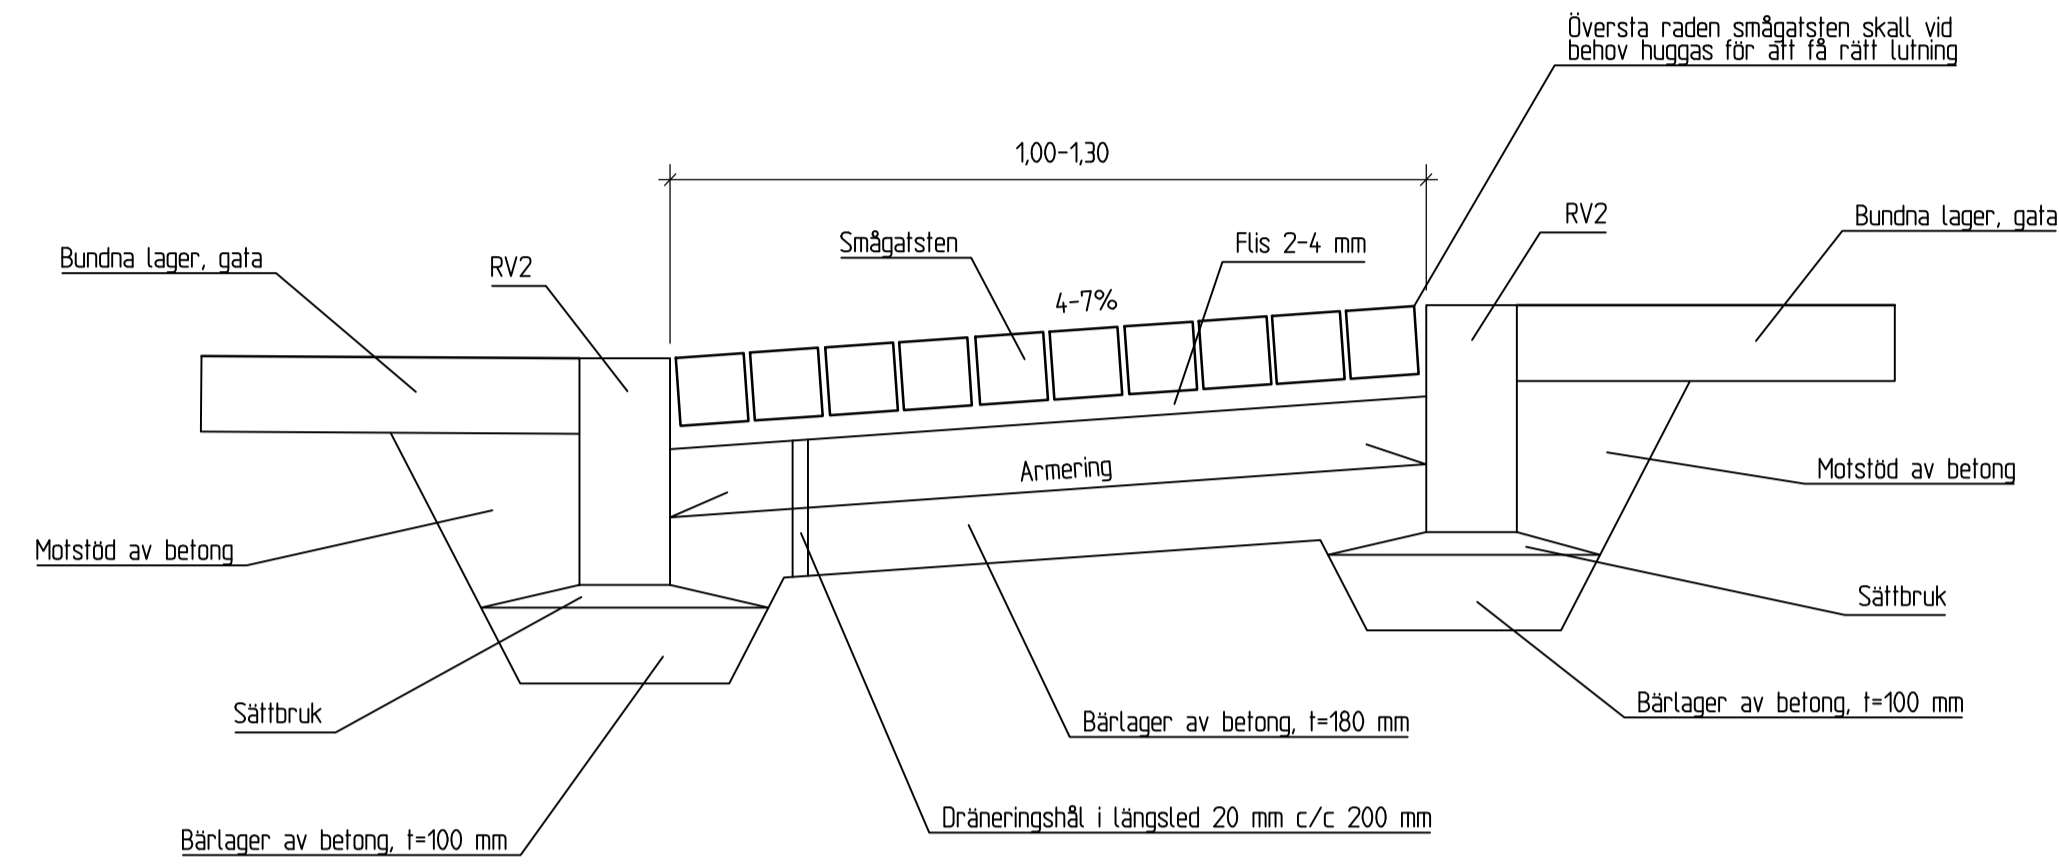 Översta raden smågatsten skall vid
behov huggas för att få rätt lutning
1,00-1,30
RV2
Bundna lager, gata
Smågatsten
Flis 2-4 mm
Bundna lager, gata
RV2
4-7%
Armering
Motstöd av betong
Motstöd av betong
Sättbruk
Sättbruk
Bärlager av betong, t=100 mm
Bärlager av betong, t=180 mm
Dräneringshål i längsled 20 mm c/c 200 mm
Bärlager av betong, t=100 mm